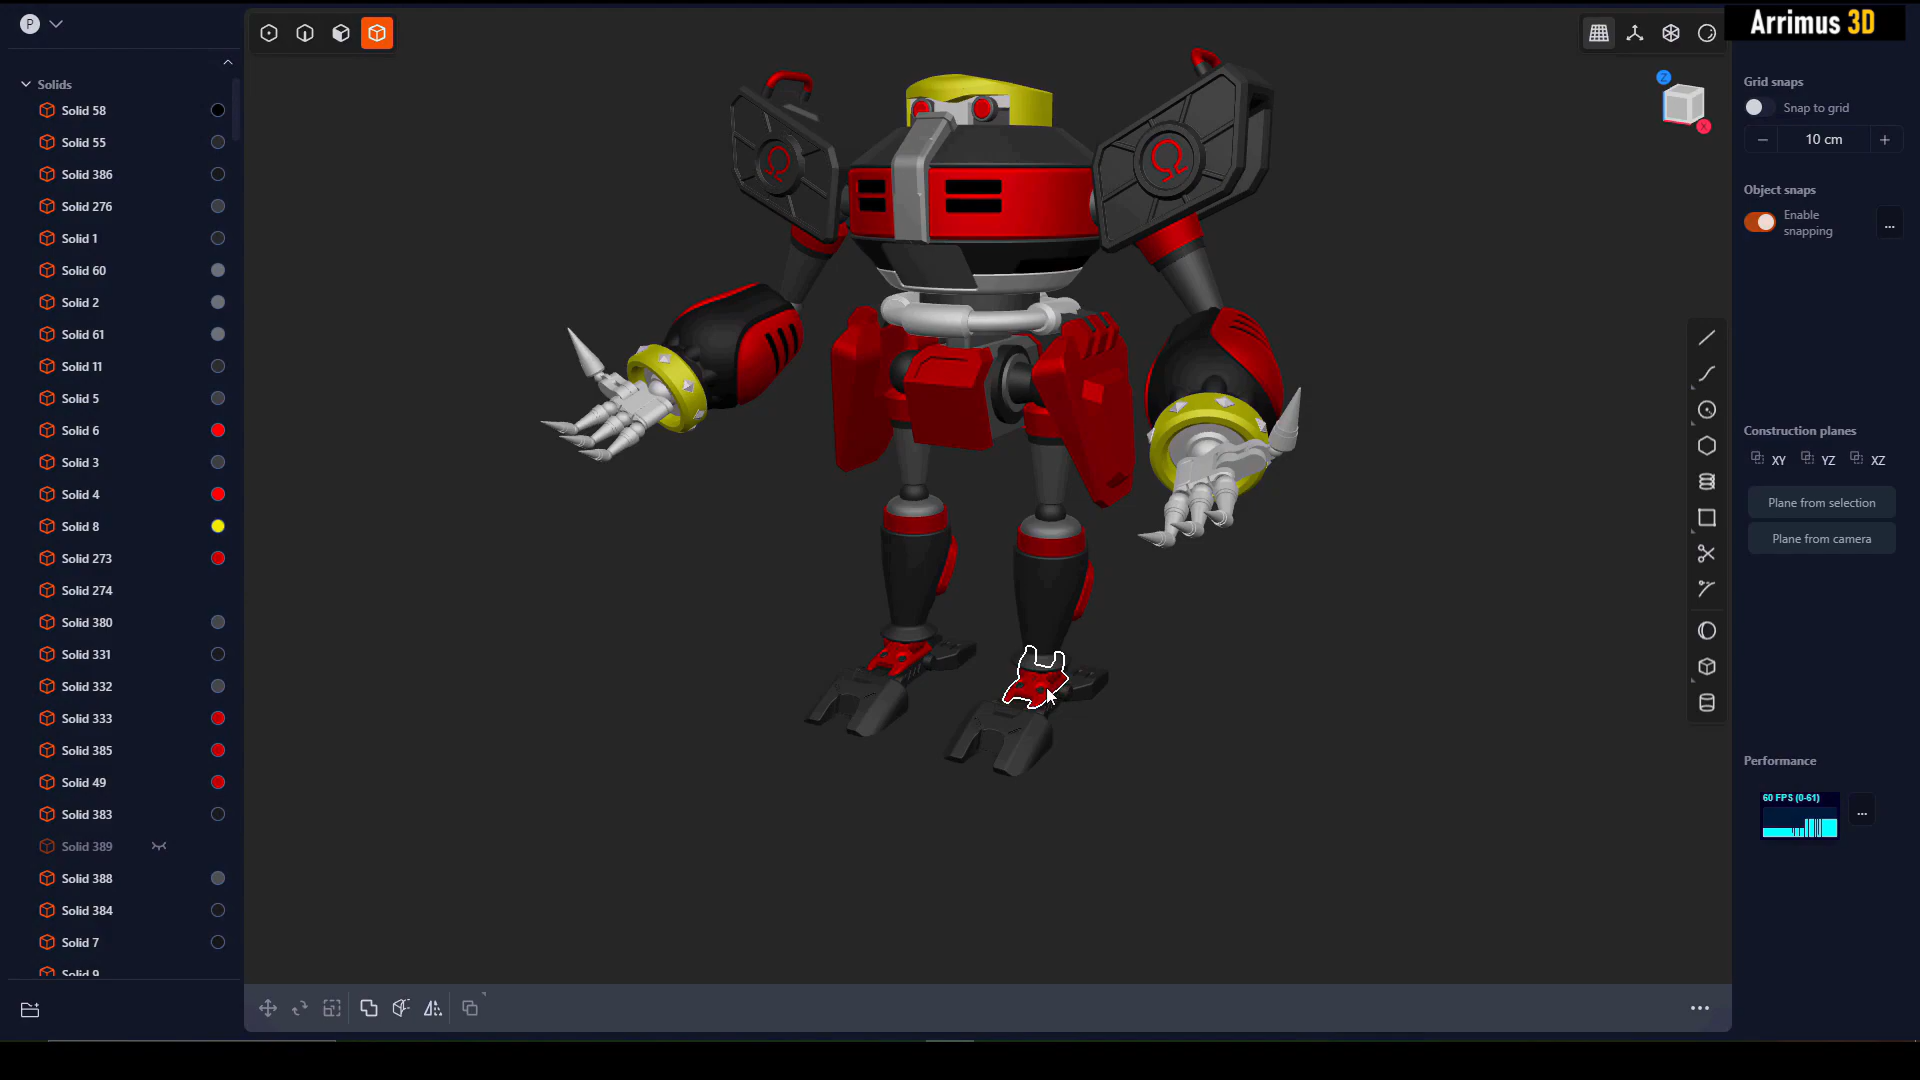 P
Arrimus 3D
Solids
Solid 58
Solid 55
Solid 386
Solid 276
Solid 1
Solid 60
Solid 2
Solid 61
Solid 11
Solid 5
Solid 6
Solid 3
Solid 4
Solid 8
Solid 273
Solid 274
Solid 380
Solid 331
Solid 332
Solid 333
Solid 385
Solid 49
Solid 383
Solid 389
Solid 388
Solid 384
Solid 7
Solid 9
Ω
Ω
Z
X
Grid snaps
Snap to grid
10 cm
Object snaps
Enable
snapping
...
Construction planes
XY YZ XZ
Plane from selection
Plane from camera
Performance
60 FPS (0-61)
...